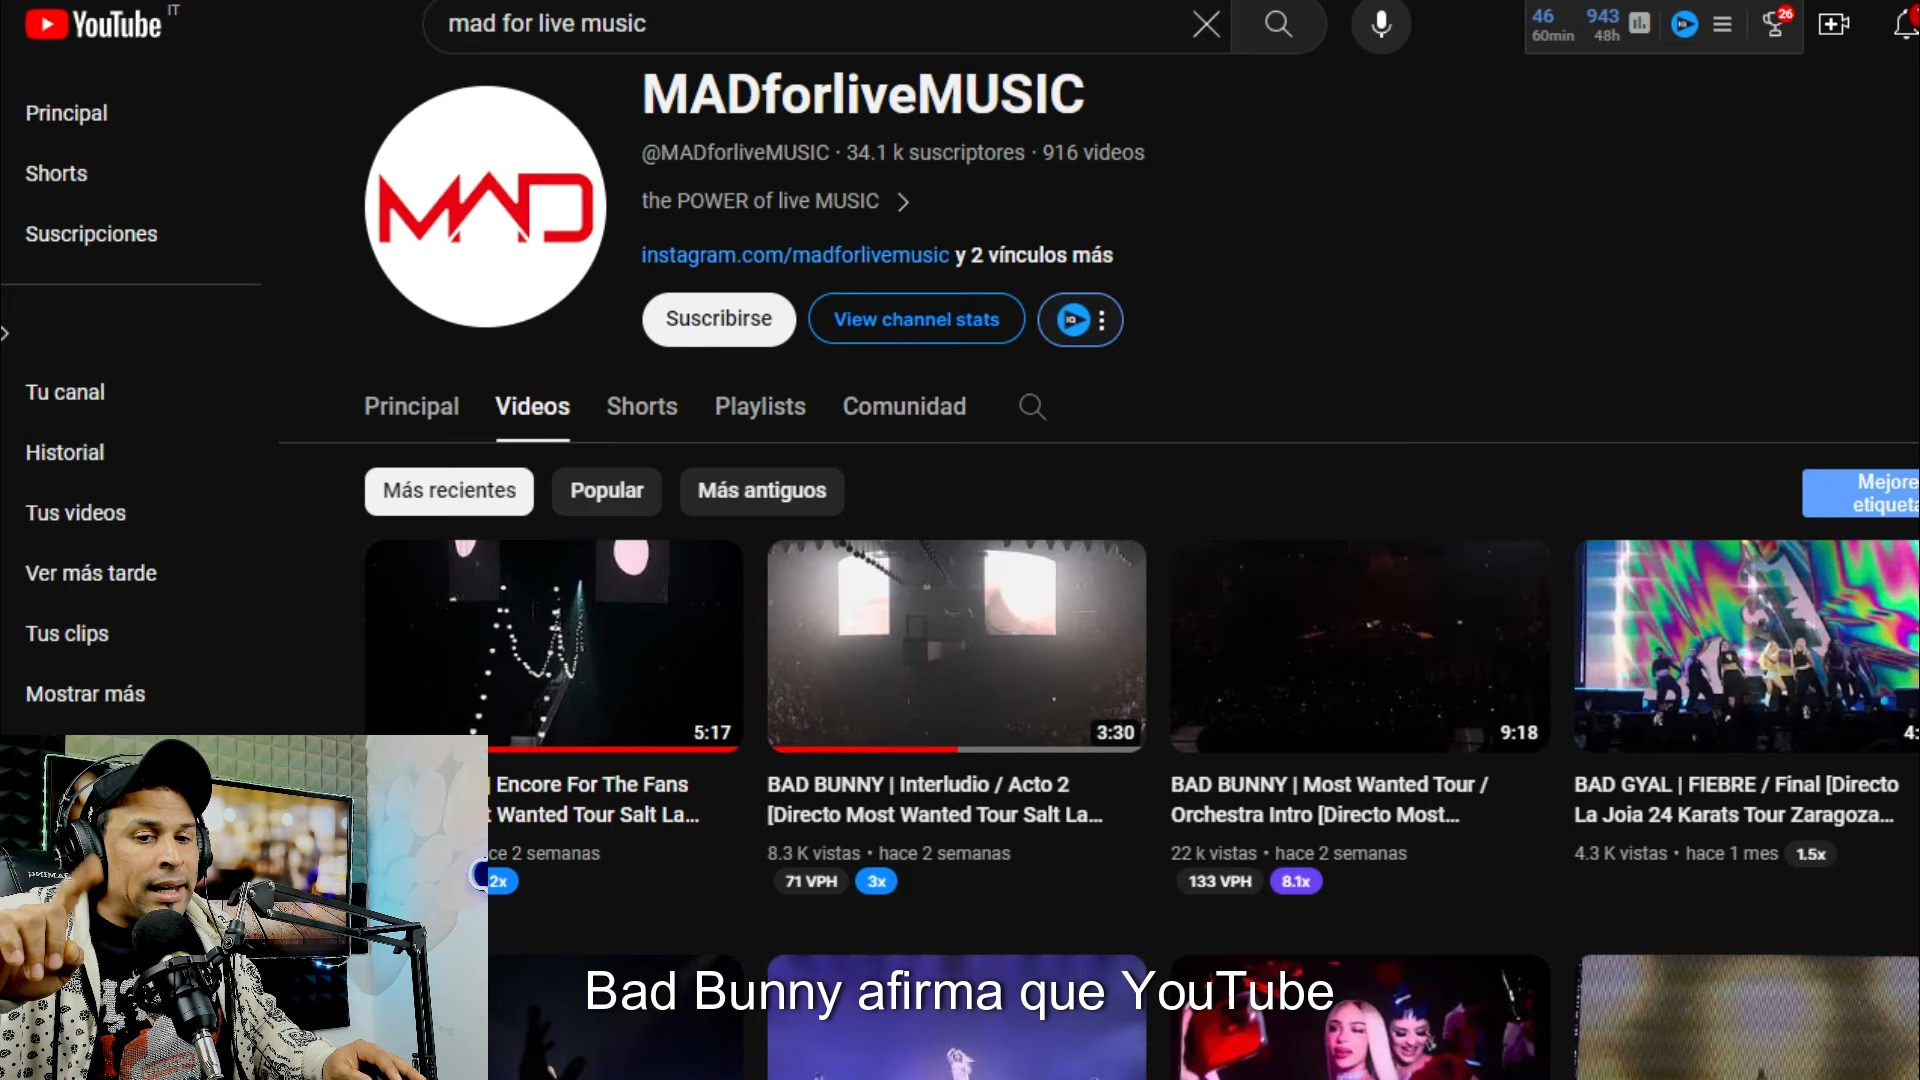 YouTube
IT
mad for live music
46
60min
943
48h
26
Principal
Shorts
Suscripciones
Tu canal
Historial
Tus videos
Ver más tarde
Tus clips
Mostrar más
MAD
MADforliveMUSIC
@MADforliveMUSIC · 34.1 k suscriptores · 916 videos
the POWER of live MUSIC
instagram.com/madforlivemusic y 2 vínculos más
Suscribirse
View channel stats
IQ
Principal
Videos
Shorts
Playlists
Comunidad
Más recientes
Popular
Más antiguos
Mejore
etiqueta
5:17
3:30
9:18
4:
| Encore For The Fans
t Wanted Tour Salt La...
ce 2 semanas
2x
BAD BUNNY | Interludio / Acto 2
[Directo Most Wanted Tour Salt La...
8.3 K vistas • hace 2 semanas
71 VPH
3x
BAD BUNNY | Most Wanted Tour /
Orchestra Intro [Directo Most...
22 k vistas • hace 2 semanas
133 VPH
8.1x
BAD GYAL | FIEBRE / Final [Directo
La Joia 24 Karats Tour Zaragoza...
4.3 K vistas • hace 1 mes
1.5x
Bad Bunny afirma que YouTube